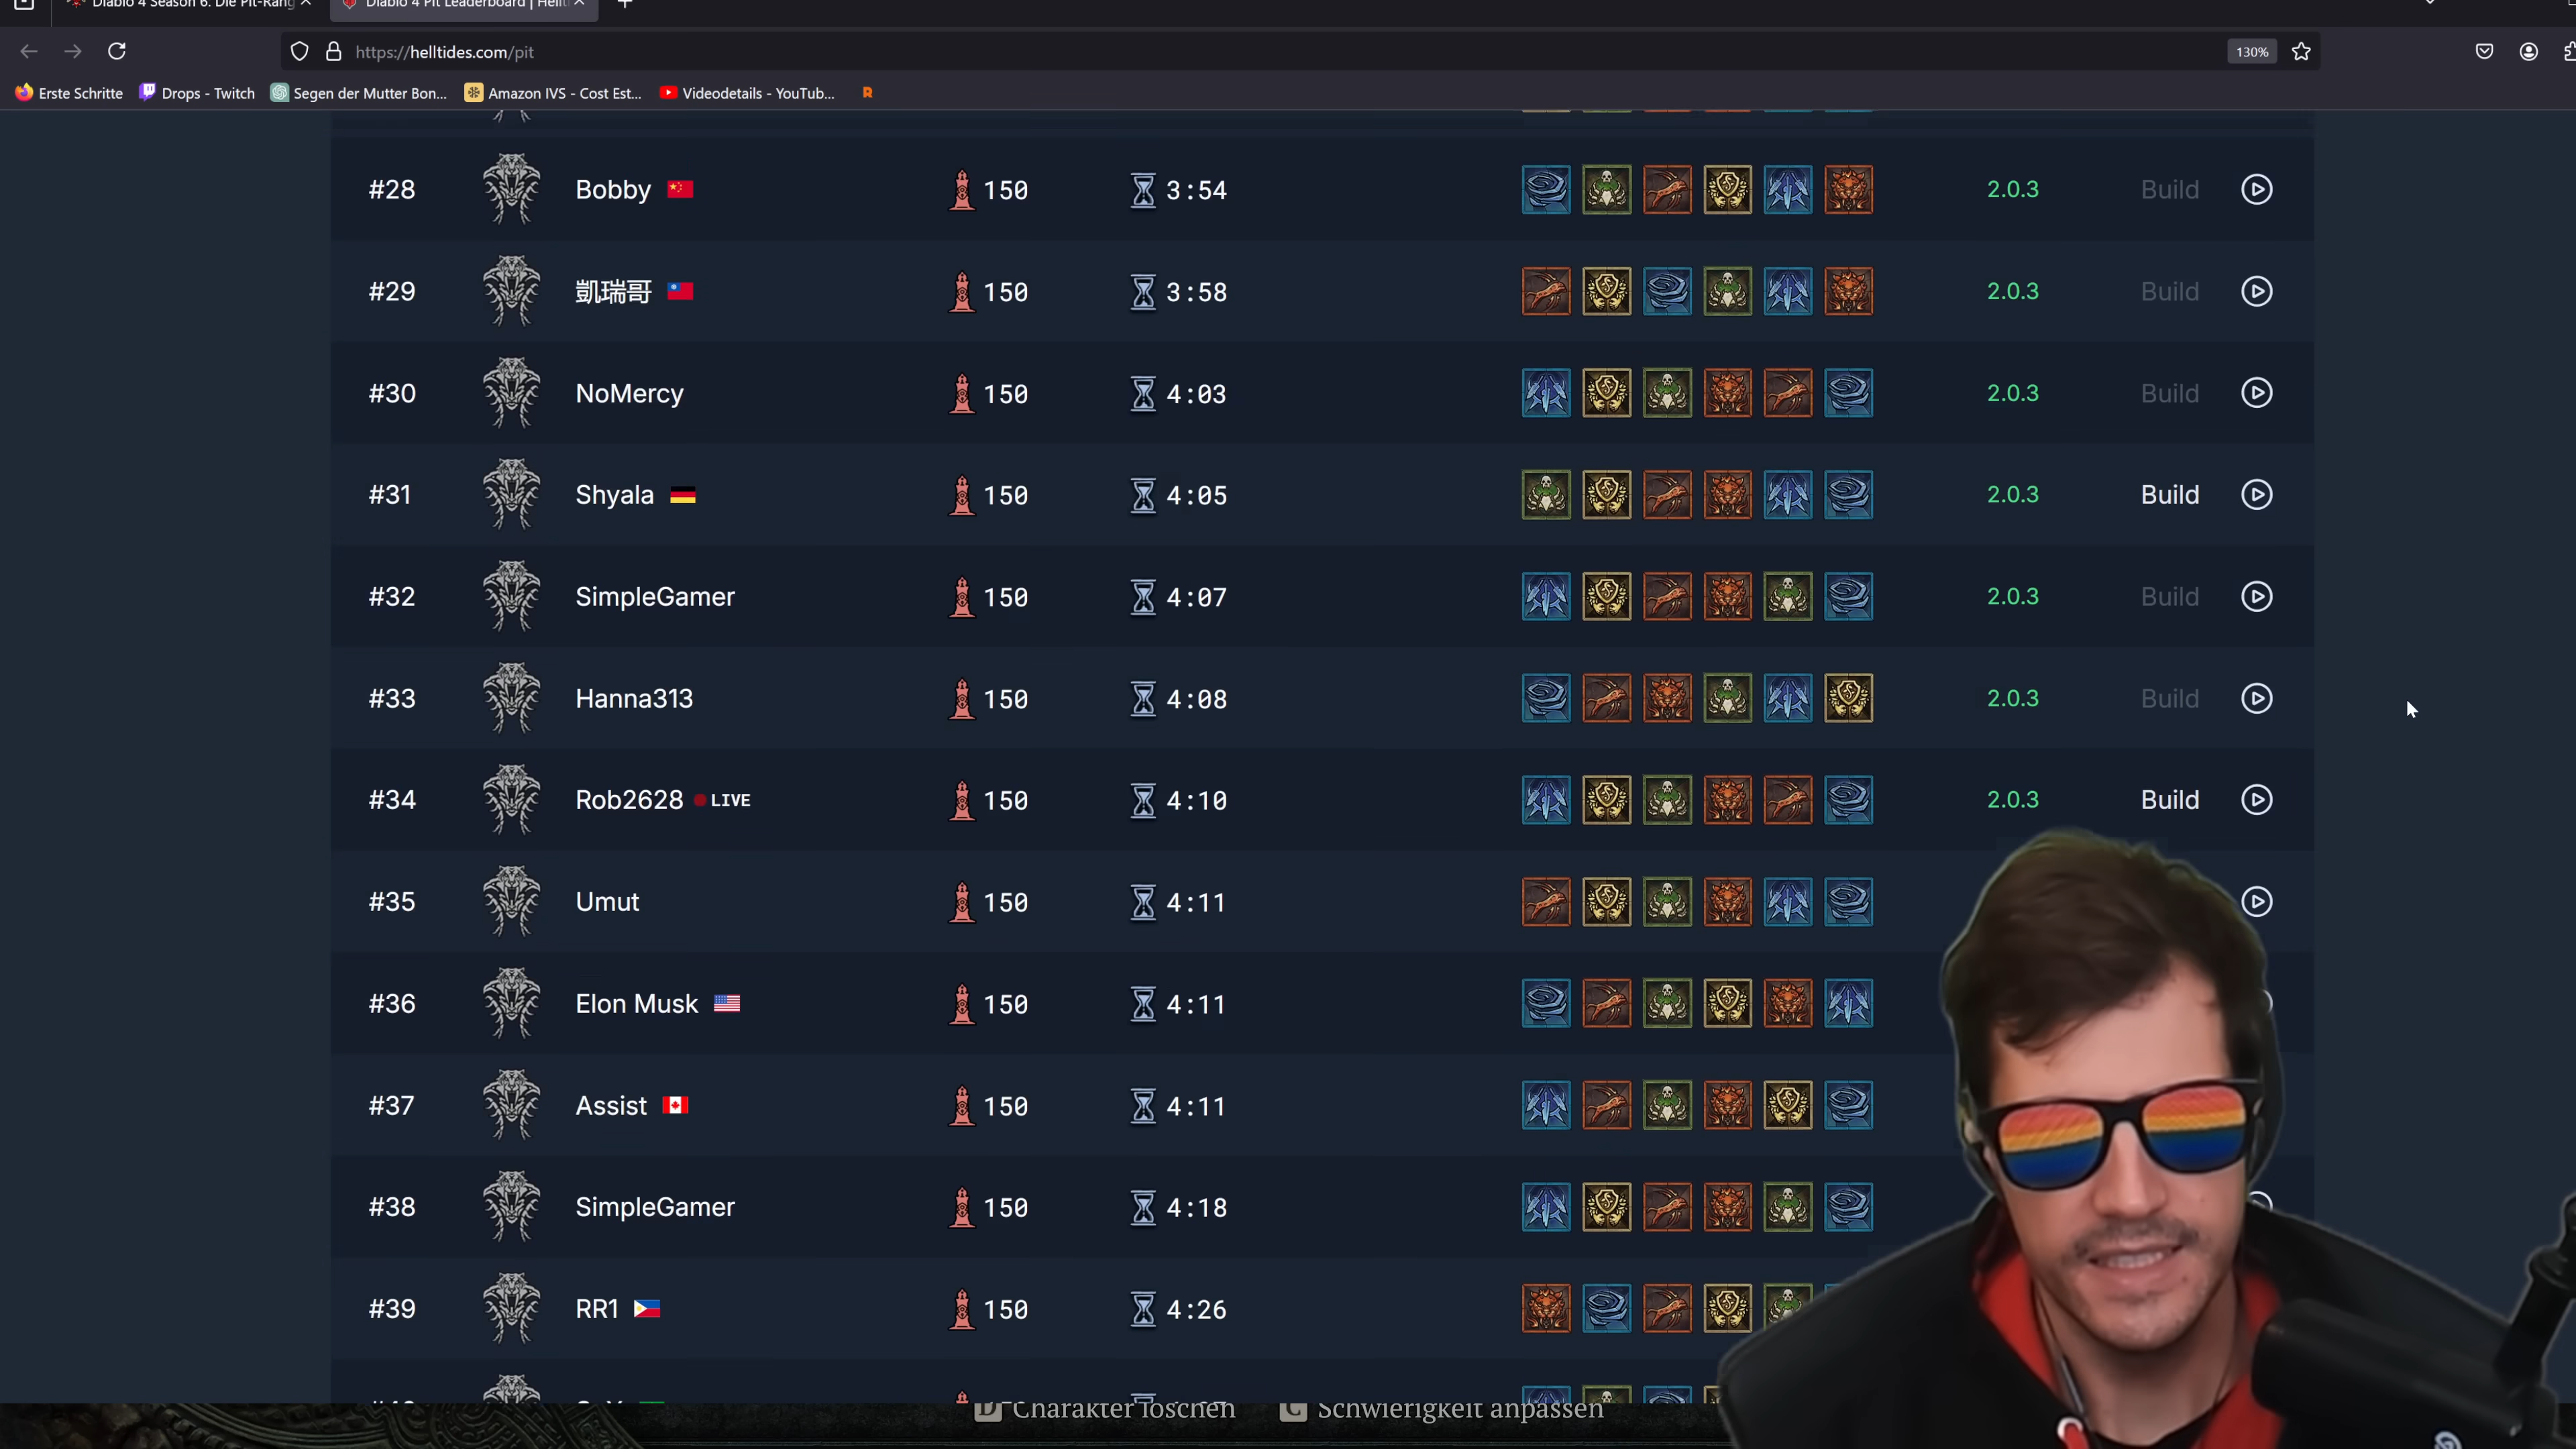 Diablo 4 Season 6: Die Pit-Rang
Diablo 4 Pit Leaderboard | Hellt
https://helltides.com/pit
130%
Erste Schritte
Drops - Twitch
Segen der Mutter Bon...
Amazon IVS - Cost Est...
Videodetails - YouTub...
#28 Bobby 150 3:54 2.0.3 Build
#29 凱瑞哥 150 3:58 2.0.3 Build
#30 NoMercy 150 4:03 2.0.3 Build
#31 Shyala 150 4:05 2.0.3 Build
#32 SimpleGamer 150 4:07 2.0.3 Build
#33 Hanna313 150 4:08 2.0.3 Build
#34 Rob2628 LIVE 150 4:10 2.0.3 Build
#35 Umut 150 4:11
#36 Elon Musk 150 4:11
#37 Assist 150 4:11
#38 SimpleGamer 150 4:18
#39 RR1 150 4:26
D Charakter löschen
C Schwierigkeit anpassen